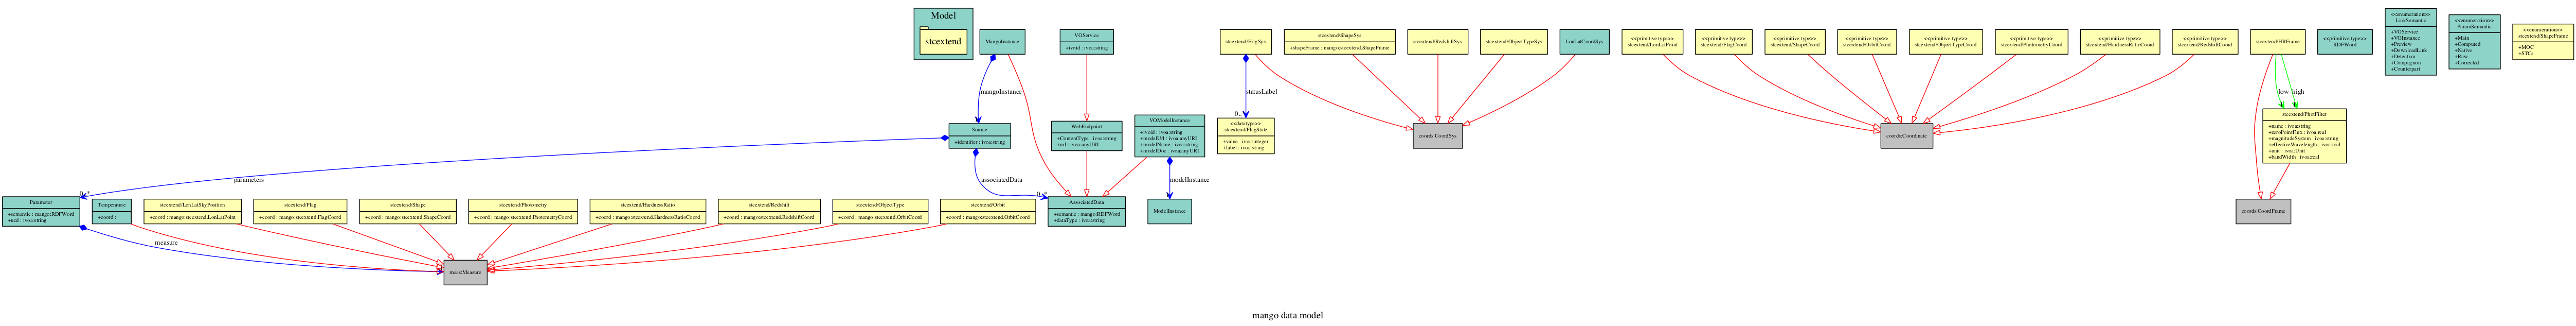 Model
stcextend
MangoInstance
VOService
+ivoid : ivoa:string
stcextend/FlagSys
stcextend/ShapeSys
+shapeFrame : mango:stcextend.ShapeFrame
stcextend/RedshiftSys
stcextend/ObjectTypeSys
LonLatCoordSys
<<primitive type>>
stcextend/LonLatPoint
<<primitive type>>
stcextend/FlagCoord
<<primitive type>>
stcextend/ShapeCoord
<<primitive type>>
stcextend/OrbitCoord
<<primitive type>>
stcextend/ObjectTypeCoord
<<primitive type>>
stcextend/PhotometryCoord
<<primitive type>>
stcextend/HardnessRatioCoord
<<primitive type>>
stcextend/RedshiftCoord
stcextend/HRFrame
<<primitive type>>
RDFWord
<<enumeration>>
LinkSemantic
+VOService
+VOInstance
+Preview
+DownloadLink
+Detection
+Compagnon
+Counterpart
<<enumeration>>
ParamSemantic
+Main
+Computed
+Native
+Raw
+Corrected
<<enumeration>>
stcextend/ShapeFrame
+MOC
+STCs
mangoInstance
statusLabel
low
high
0..*
Source
+identifier : ivoa:string
WebEndpoint
+ContentType : ivoa:string
+url : ivoa:anyURI
VOModelInstance
+ivoid : ivoa:string
+modelUrl : ivoa:anyURI
+modelName : ivoa:string
+modelDoc : ivoa:anyURI
<<datatype>>
stcextend/FlagState
+value : ivoa:integer
+label : ivoa:string
coords:CoordSys
coords:Coordinate
stcextend/PhotFilter
+name : ivoa:string
+zeroPointFlux : ivoa:real
+magnitudeSystem : ivoa:string
+effectiveWavelength : ivoa:real
+unit : ivoa:Unit
+bandWidth : ivoa:real
parameters
associatedData
modelInstance
0..*
0..*
Parameter
+semantic : mango:RDFWord
+ucd : ivoa:string
Temperature
+coord :
stcextend/LonLatSkyPosition
+coord : mango:stcextend.LonLatPoint
stcextend/Flag
+coord : mango:stcextend.FlagCoord
stcextend/Shape
+coord : mango:stcextend.ShapeCoord
stcextend/Photometry
+coord : mango:stcextend.PhotometryCoord
stcextend/HardnessRatio
+coord : mango:stcextend.HardnessRatioCoord
stcextend/Redshift
+coord : mango:stcextend.RedshiftCoord
stcextend/ObjectType
+coord : mango:stcextend.OrbitCoord
stcextend/Orbit
+coord : mango:stcextend.OrbitCoord
AssociatedData
+semantic : mango:RDFWord
+dataType : ivoa:string
ModelInstance
coords:CoordFrame
measure
meas:Measure
mango data model